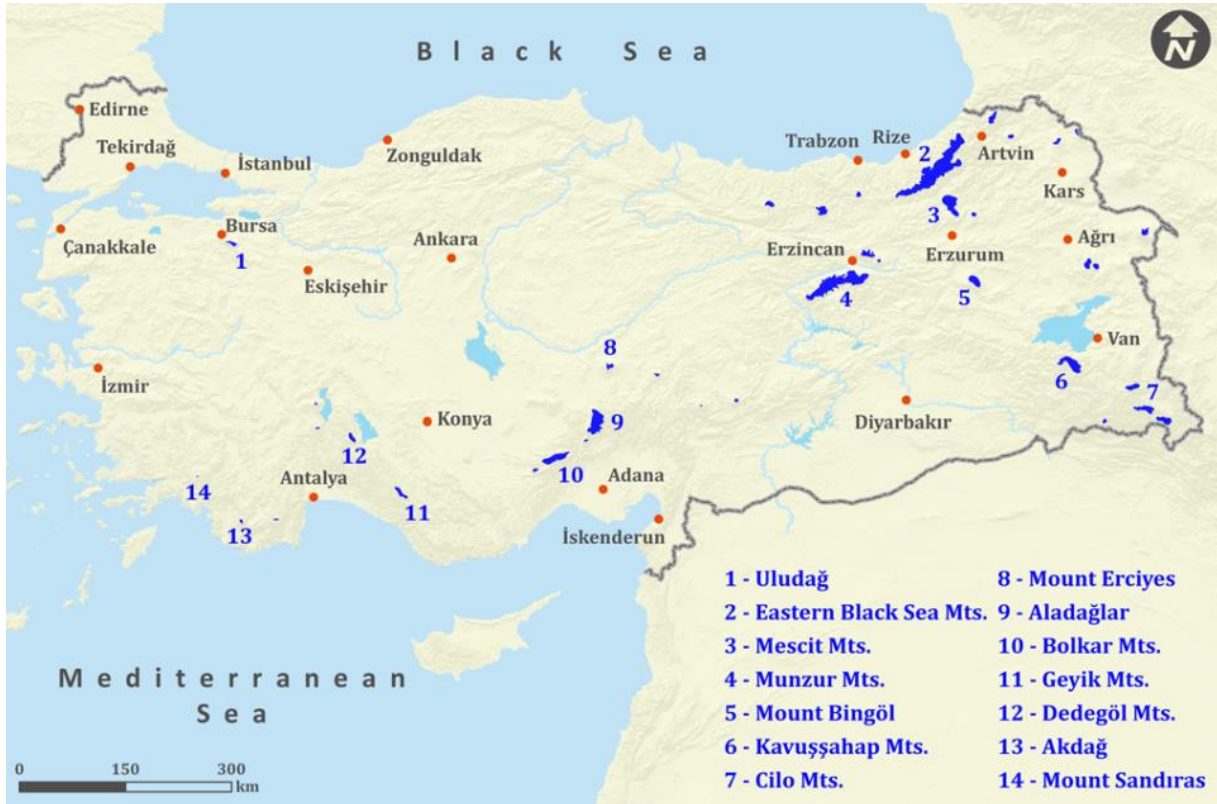 Black Sea
N
Edirne
Tekirdağ
İstanbul
Zonguldak
Trabzon
Rize
2
Artvin
Kars
Çanakkale
Bursa
1
Eskişehir
Ankara
Erzincan
3
Erzurum
Ağrı
4
5
Van
İzmir
8
6
7
Konya
9
Diyarbakır
12
10
Adana
14
Antalya
11
13
İskenderun
1 - Uludağ
2 - Eastern Black Sea Mts.
3 - Mescit Mts.
4 - Munzur Mts.
5 - Mount Bingöl
6 - Kavuşşahap Mts.
7 - Cilo Mts.
8 - Mount Erciyes
9 - Aladağlar
10 - Bolkar Mts.
11 - Geyik Mts.
12 - Dedegöl Mts.
13 - Akdağ
14 - Mount Sandıras
Mediterranean
Sea
0 150 300
km